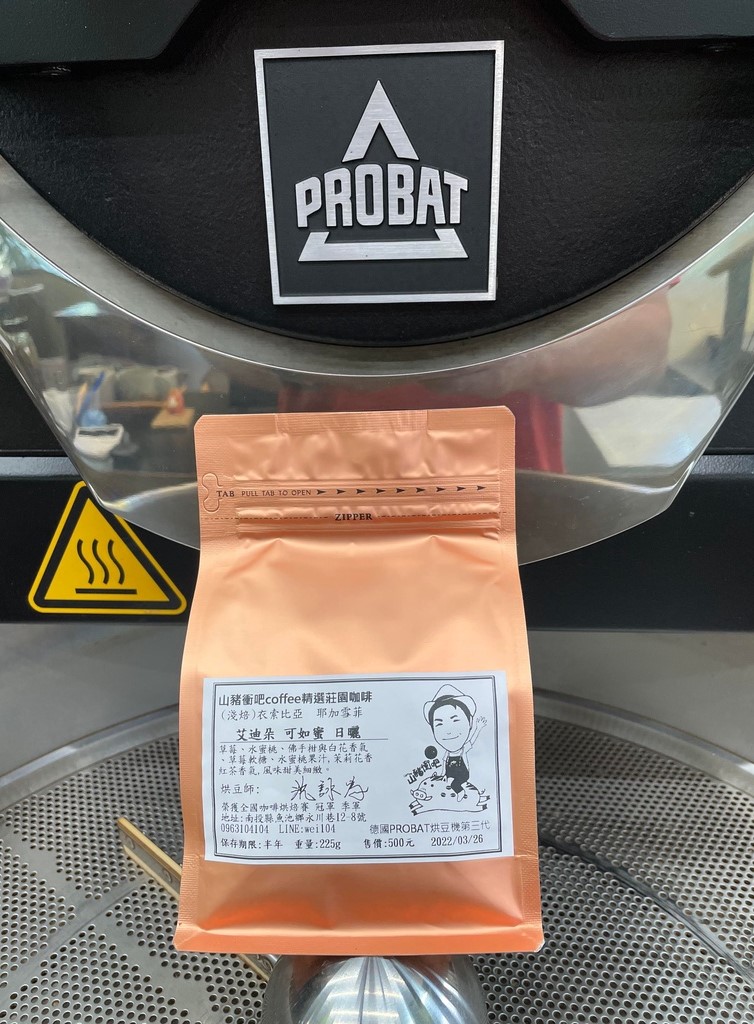 PROBAT
TAB PULL TAB TO OPEN
ZIPPER
山豬衝吧coffee精選莊園咖啡
(淺焙)衣索比亞 耶加雪菲
艾迪朵 可如蜜 日曬
草莓、水蜜桃、佛手柑與白花香氣
、草莓軟糖、水蜜桃果汁,茉莉花香
紅茶香氣,風味甜美細緻。
山豬衝吧
烘豆師:
榮獲全國咖啡烘焙賽 冠軍 季軍
地址:南投縣魚池鄉水川巷12-8號
0963104104 LINE:wei104
德國PROBAT烘豆機第三代
保存期限:半年 重量:225g 售價:500元 2022/03/26